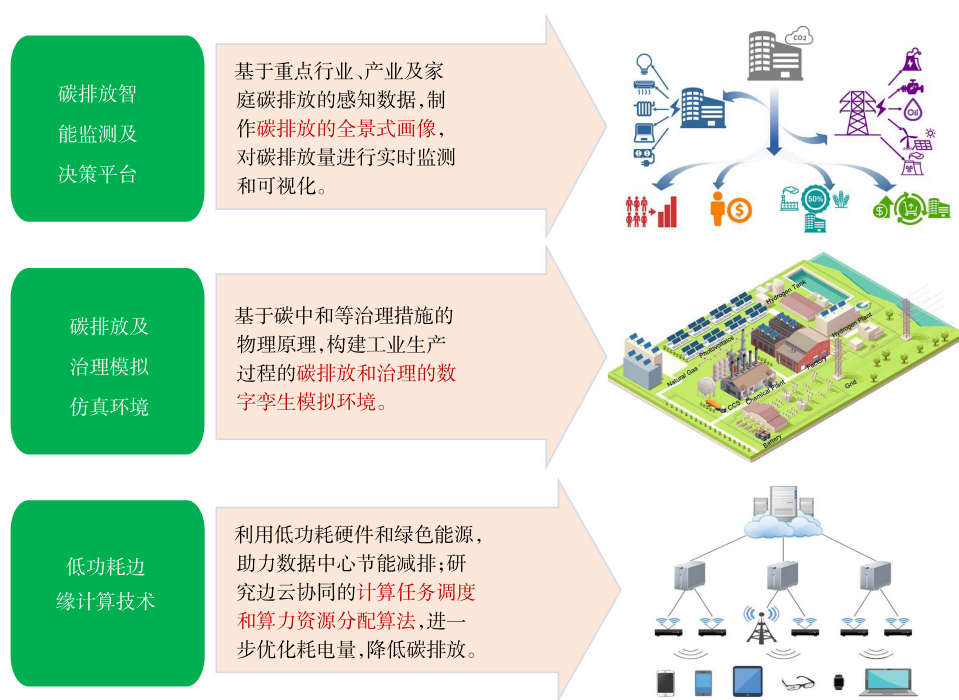 碳排放智
能监测及
决策平台
基于重点行业、产业及家
庭碳排放的感知数据,制
作碳排放的全景式画像,
对碳排放量进行实时监测
和可视化。
CO2
Oil
50%
碳排放及
治理模拟
仿真环境
基于碳中和等治理措施的
物理原理,构建工业生产
过程的碳排放和治理的数
字孪生模拟环境。
Hydrogen Tank
Photovoltaics
Hydrogen Plant
Natural Gas
Factory
Chemical Plant
CCS
Grid
Battery
低功耗边
缘计算技术
利用低功耗硬件和绿色能源,
助力数据中心节能减排;研
究边云协同的计算任务调度
和算力资源分配算法,进一
步优化耗电量,降低碳排放。